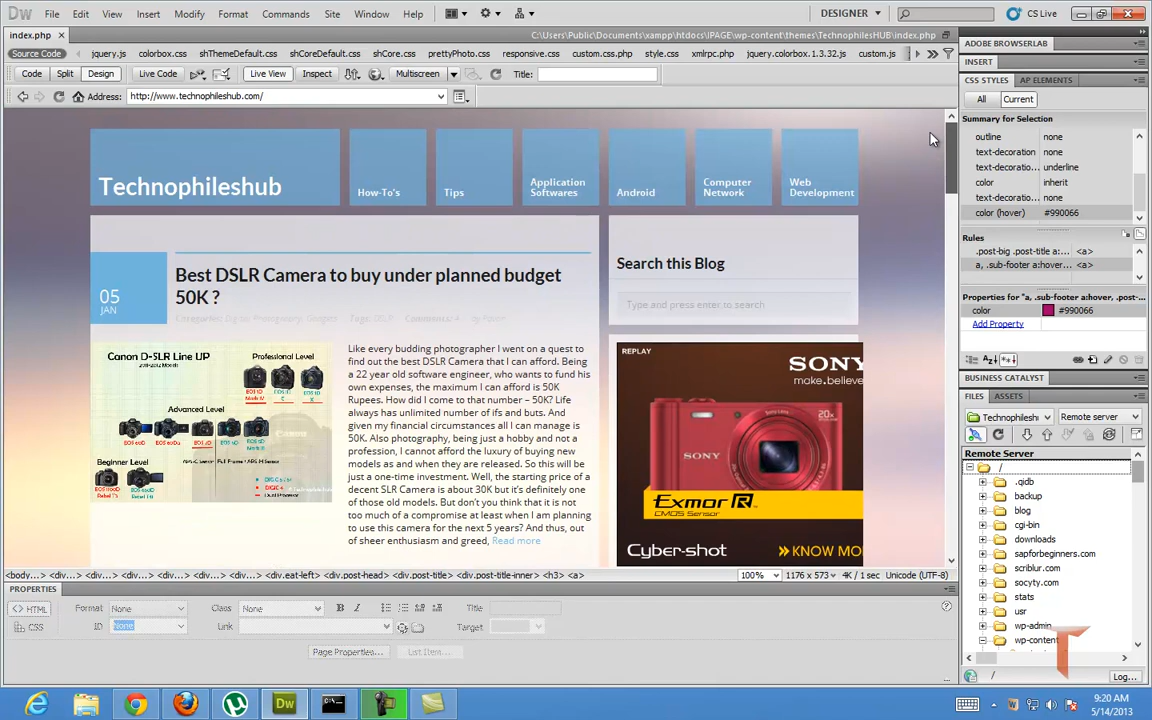 Dw File Edit View Insert Modify Format Commands Site Window Help DESIGNER CS Live
index.php C:\Users\Public\Documents\xampp\htdocs\IPAGE\wp-content\themes\TechnophilesHUB\index.php
Source Code jquery.js colorbox.css shThemeDefault.css shCoreDefault.css shCore.css prettyPhoto.css responsive.css custom.css.php style.css xmlrpc.php jquery.colorbox.1.3.32.js custom.js
Code Split Design Live Code Live View Inspect Multiscreen Title:
Address: http://www.technophileshub.com/
Technophileshub
How-To's
Tips
Application
Softwares
Android
Computer
Network
Web
Development
05
JAN
Best DSLR Camera to buy under planned budget
50K ?
Categories: Digital Photography, Googles Tags: DSLR Comments: 4
Canon D-SLR Line UP
Professional Level
Advanced Level
Beginner Level
Like every budding photographer I went on a quest to
find out the best DSLR Camera that I can afford. Being
a 22 year old software engineer, who wants to fund his
own expenses, the maximum I can afford is 50K
Rupees. How did I come to that number – 50K? Life
always has unlimited number of ifs and buts. And
given my financial circumstances all I can manage is
50K. Also photography, being just a hobby and not a
profession, I cannot afford the luxury of buying new
models as and when they are released. So this will be
just a one-time investment. Well, the starting price of a
decent SLR Camera is about 30K but it's definitely one
of those old models. But don't you think that it is not
too much of a compromise at least when I am planning
to use this camera for the next 5 years? And thus, out
of sheer enthusiasm and greed, Read more
Search this Blog
Type and press enter to search
REPLAY
SONY
make.believe
20x
SONY
Exmor R
CMOS Sensor
Cyber-shot
»KNOW MO
<body... <div... <div... <div... <div... <div... <div.eat-left> <div.post-head> <div.post-title> <div.post-title-inner> <h3> <a>
100% 1176 x 573 4K / 1 sec Unicode (UTF-8)
PROPERTIES
HTML Format None Class None B I Title
CSS ID None Link Target
Page Properties... List Item...
ADOBE BROWSERLAB
INSERT
CSS STYLES AP ELEMENTS
All Current
Summary for Selection
outline none
text-decoration none
text-decoration... underline
color inherit
text-decoration... none
color (hover) #990066
Rules
.post-big .post-title a:... <a>
a, .sub-footer a:hover... <a>
Properties for "a, .sub-footer a:hover, .post-...
color #990066
Add Property
BUSINESS CATALYST
FILES ASSETS
Technophilesh Remote server
Remote Server
/
.qidb
backup
blog
cgi-bin
downloads
sapforbeginners.com
scriblur.com
socyty.com
stats
usr
wp-admin
wp-content
/ Log...
9:20 AM
5/14/2013